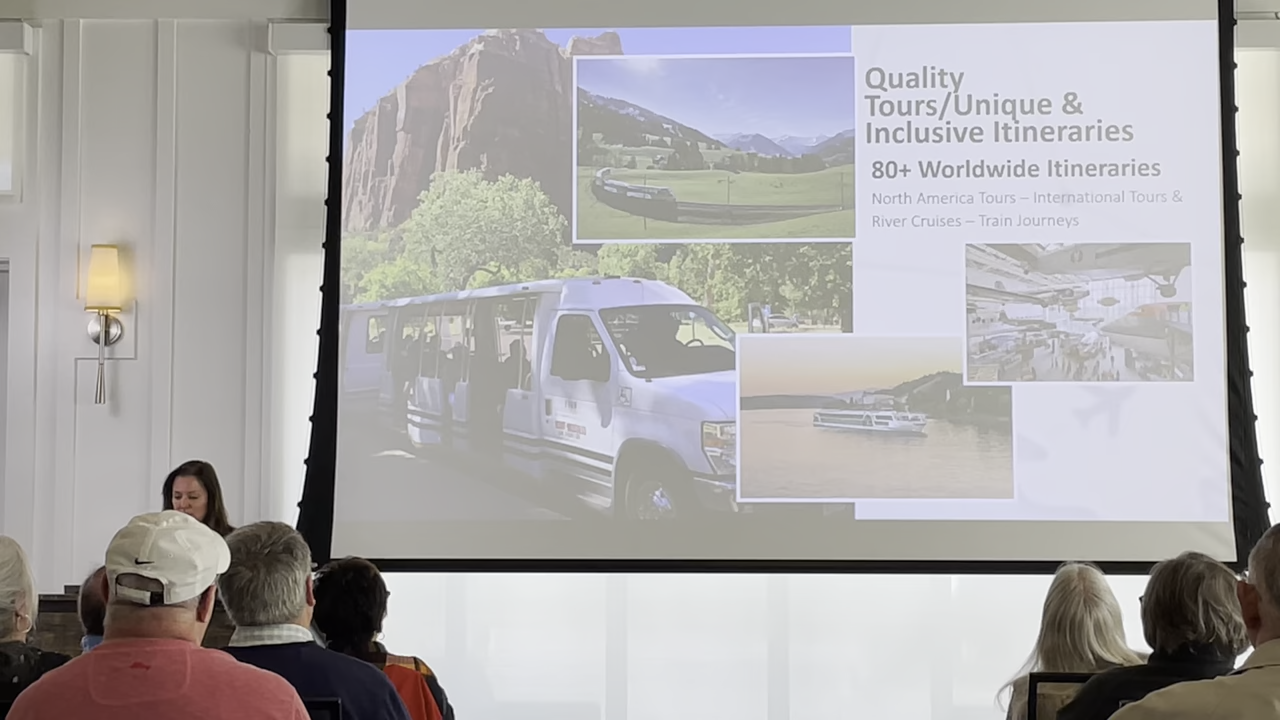 Quality
Tours/Unique &
Inclusive Itineraries
80+ Worldwide Itineraries
North America Tours – International Tours &
River Cruises – Train Journeys